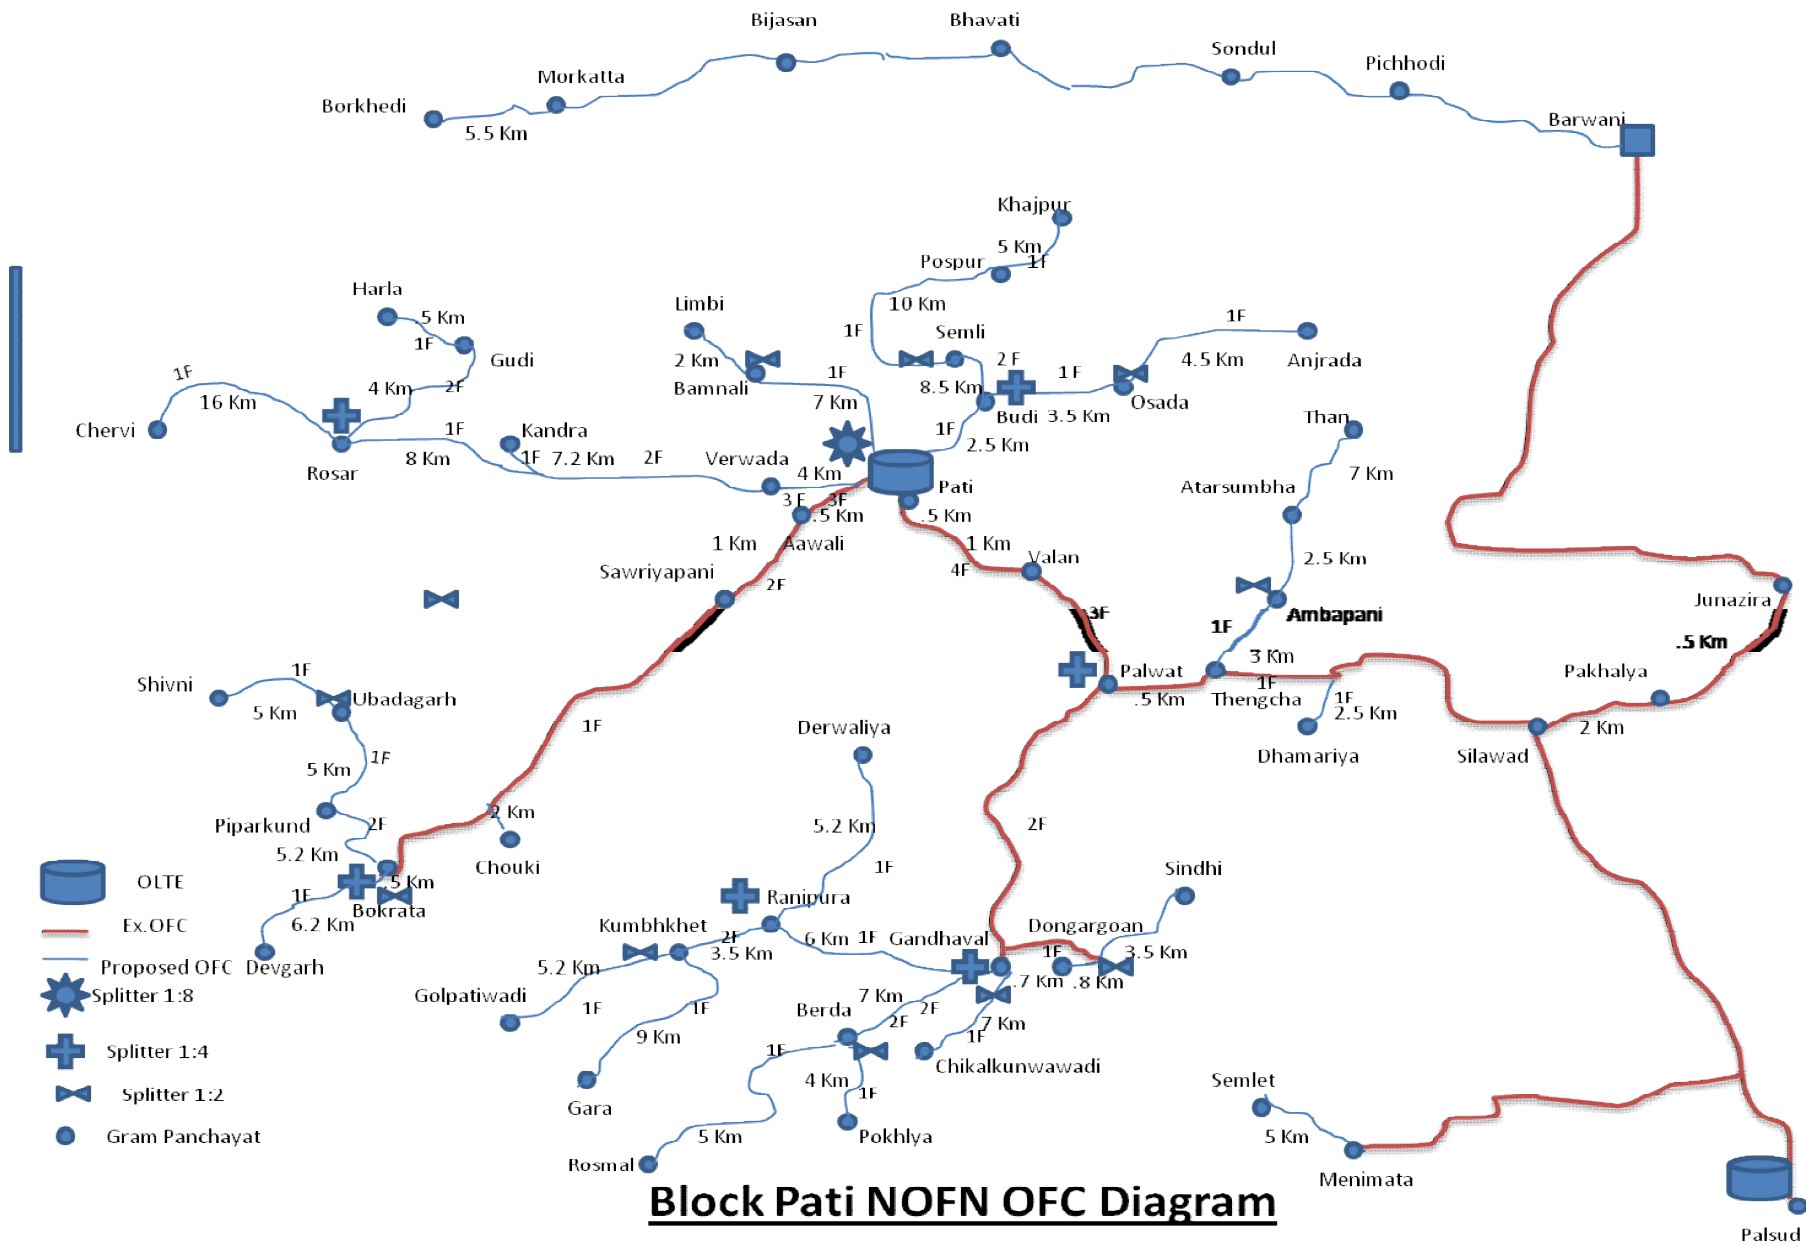 Bijasan
Bhavati
Sondul
Pichhodi
Morkatta
Borkhedi
5.5 Km
Barwani
Khajpur
5 Km
1F
Pospur
10 Km
Harla
.5 Km
1F
Gudi
4 Km
2F
Limbi
2 Km
Bamnali
1F
7 Km
1F
Semli
2 F
8.5Km
1F
Budi
3.5 Km
Osada
1F
4.5 Km
Anjrada
1F
16 Km
Chervi
Rosar
1F
8 Km
Kandra
1F
7.2 Km
2F
Verwada
4 Km
1F
2.5 Km
Than
7 Km
3F
3F
.5 Km
Pati
.5 Km
Atarsumbha
1 Km
Aawali
1 Km
4F
Valan
2.5 Km
Sawriyapani
2F
3F
Ambapani
1F
3 Km
Junazira
.5 Km
Palwat
.5 Km
Thengcha
1F
1F
2.5 Km
Dhamariya
Pakhalya
2 Km
Silawad
Shivni
1F
5 Km
Ubadagarh
1F
5 Km
1F
Derwaliya
Piparkund
2F
5.2 Km
2 Km
Chouki
5.2 Km
1F
2F
OLTE
.5 Km
1F
6.2 Km
Bokrata
Ex.OFC
Proposed OFC
Devgarh
Splitter 1:8
Sindhi
Ranipura
Kumbhkhet
2F
3.5 Km
6 Km
1F
Gandhaval
Dongargoan
1F
3.5 Km
.7 Km
.8 Km
5.2 Km
Golpatiwadi
1F
1F
9 Km
Gara
7 Km
Berda
2F
2F
7 Km
1F
Chikalkunwawadi
1F
4 Km
1F
Pokhlya
5 Km
Rosmal
Splitter 1:4
Splitter 1:2
Gram Panchayat
Semlet
5 Km
Menimata
Palsud
Block Pati NOFN OFC Diagram